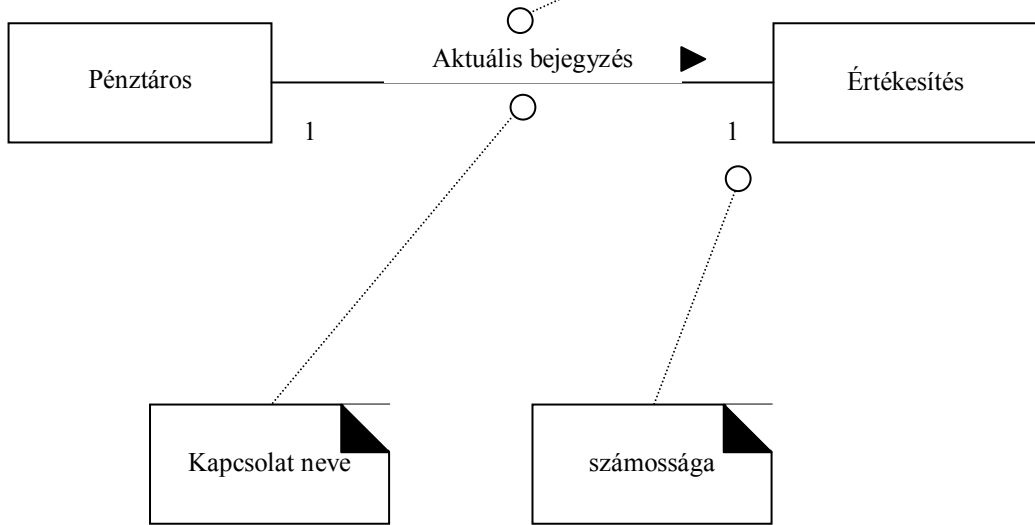 Aktuális bejegyzés
Pénztáros
Értékesítés
1
1
Kapcsolat neve
számossága